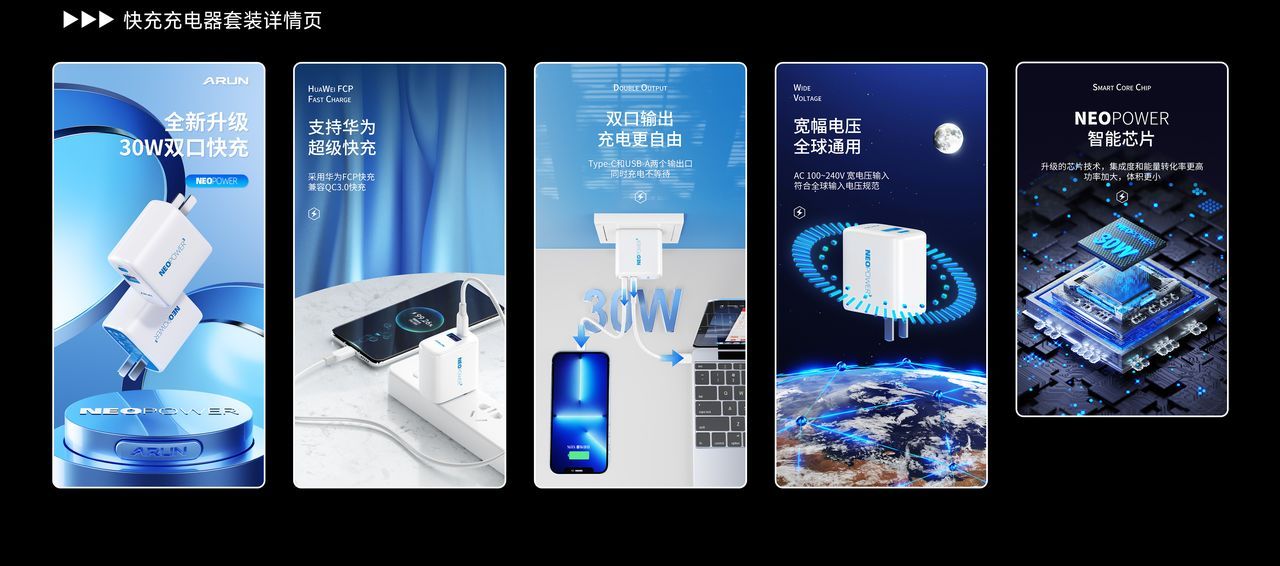 ▶▶▶ 快充充电器套装详情页
ARUN
全新升级
30W双口快充
NEOPOWER
NEOPOWER
NEOPOWER
NEOPOWER
ARUN
HUAWEI FCP
FAST CHARGE
支持华为
超级快充
采用华为FCP快充
兼容QC3.0快充
NEOPOWER
DOUBLE OUTPUT
双口输出
充电更自由
Type-C和USB-A两个输出口
同时充电不等待
NEOPOWER
30W
WIDE
VOLTAGE
宽幅电压
全球通用
AC 100~240V 宽电压输入
符合全球输入电压规范
NEOPOWER
SMART CORE CHIP
NEOPOWER
智能芯片
升级的芯片技术，集成度和能量转化率更高
功率加大，体积更小
NEOPOWER
30W